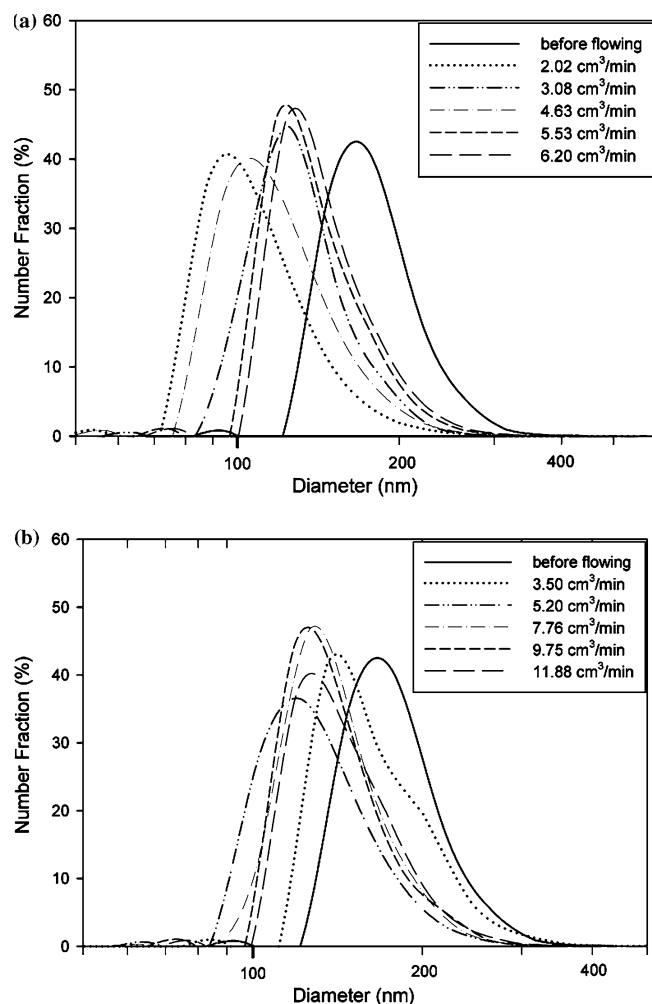 (a)
60
50
40
30
20
10
0
Number Fraction (%)
before flowing
2.02 cm³/min
3.08 cm³/min
4.63 cm³/min
5.53 cm³/min
6.20 cm³/min
100
200
400
Diameter (nm)
(b)
60
50
40
30
20
10
0
Number Fraction (%)
before flowing
3.50 cm³/min
5.20 cm³/min
7.76 cm³/min
9.75 cm³/min
11.88 cm³/min
100
200
400
Diameter (nm)